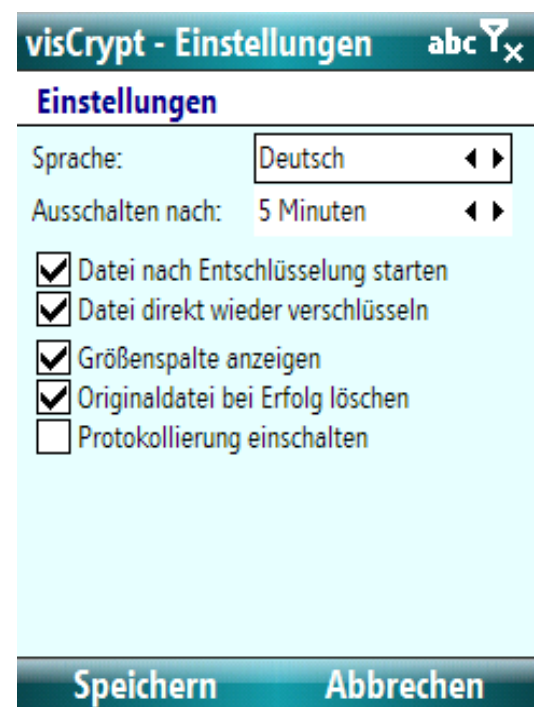 visCrypt - Einstellungen abc
Einstellungen
Sprache: Deutsch
Ausschalten nach: 5 Minuten
Datei nach Entschlüsselung starten
Datei direkt wieder verschlüseln
Größenspalte anzeigen
Originaldatei bei Erfolg löschen
Protokollierung einschalten
Speichern Abbrechen